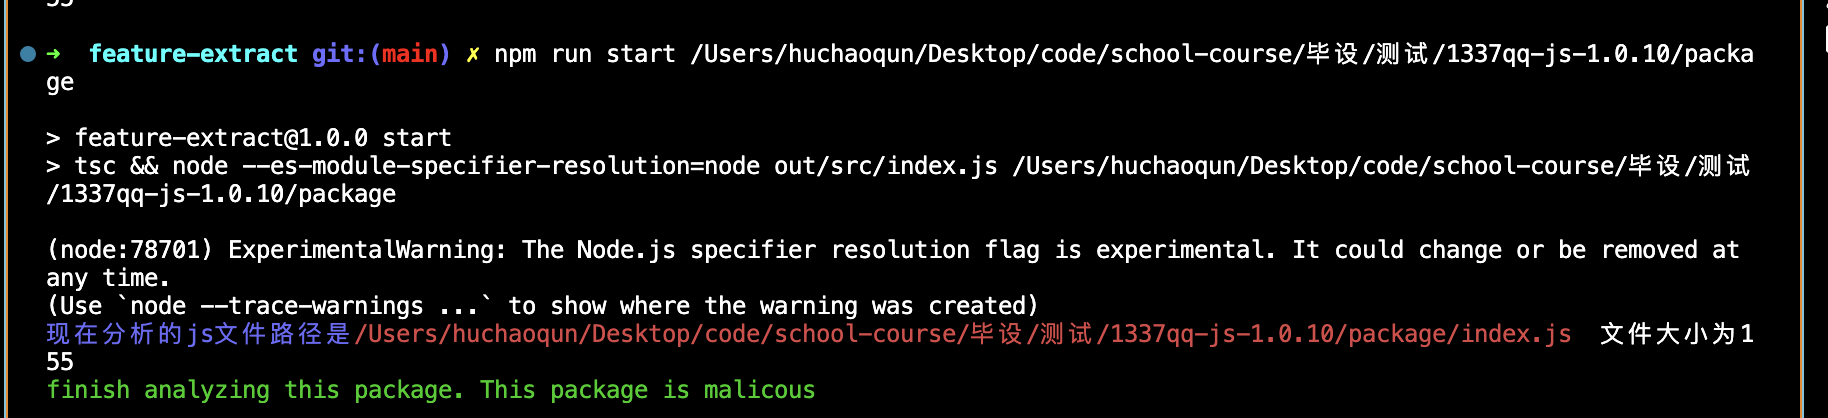 55
➜  feature-extract git:(main) ✗ npm run start /Users/huchaoqun/Desktop/code/school-course/毕设/测试/1337qq-js-1.0.10/packa
ge
> feature-extract@1.0.0 start
> tsc && node --es-module-specifier-resolution=node out/src/index.js /Users/huchaoqun/Desktop/code/school-course/毕设/测试
/1337qq-js-1.0.10/package
(node:78701) ExperimentalWarning: The Node.js specifier resolution flag is experimental. It could change or be removed at
any time.
(Use `node --trace-warnings ...` to show where the warning was created)
现在分析的js文件路径是/Users/huchaoqun/Desktop/code/school-course/毕设/测试/1337qq-js-1.0.10/package/index.js  文件大小为1
55
finish analyzing this package. This package is malicous